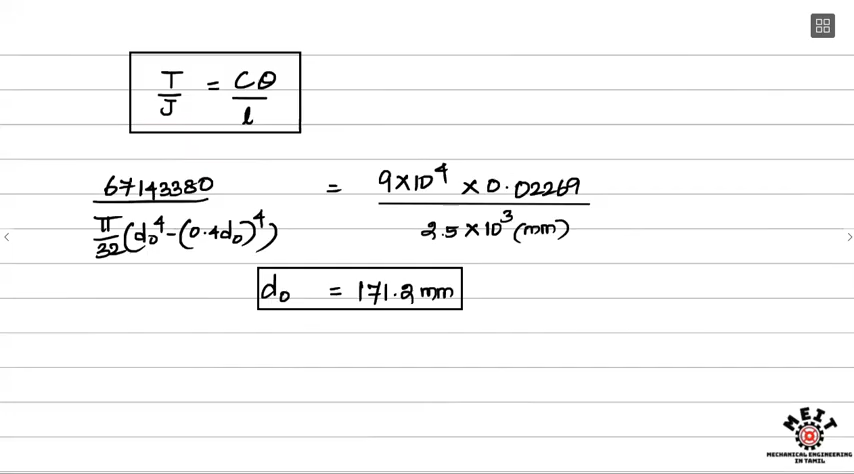 T/J = Cθ/l
67143380 / π/32 (d₀⁴ - (0.4d₀)⁴) = 9×10⁴ × 0.02269 / 2.5×10³ (mm)
d₀ = 171.2 mm
MEIT
MECHANICAL ENGINEERING
IN TAMIL